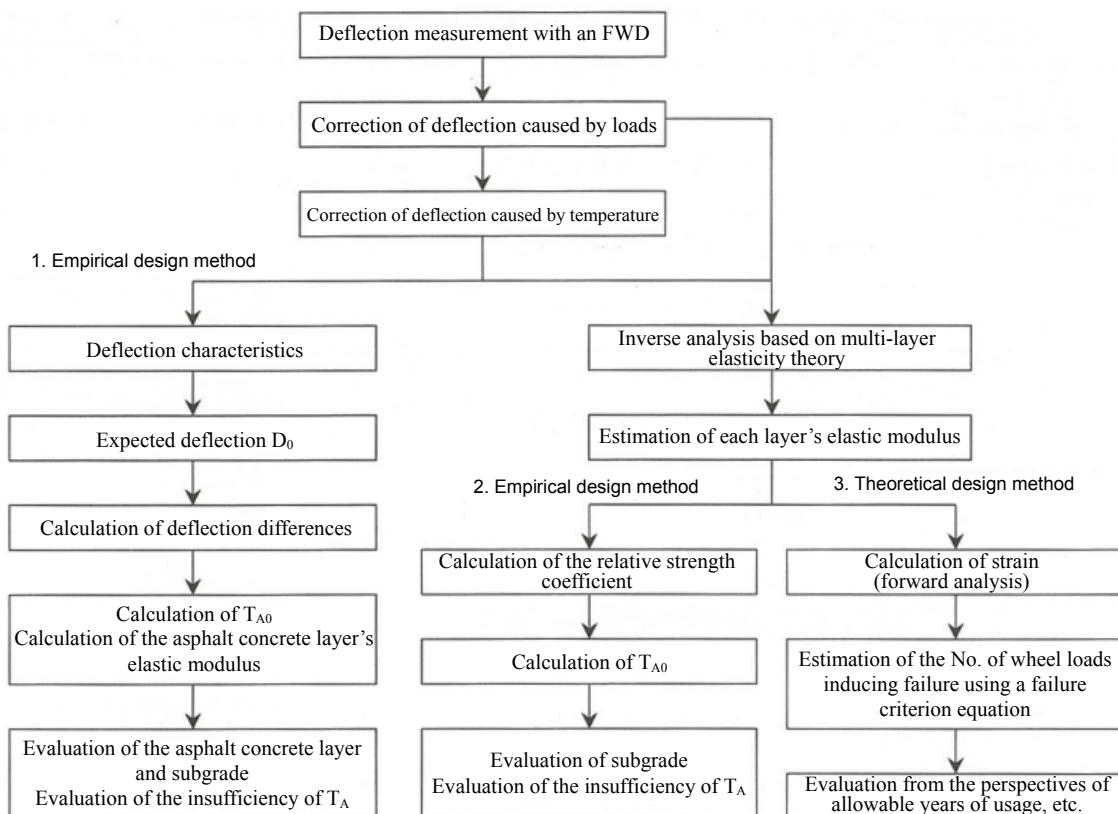 Deflection measurement with an FWD
Correction of deflection caused by loads
Correction of deflection caused by temperature
1. Empirical design method
Deflection characteristics
Expected deflection D₀
Calculation of deflection differences
Calculation of T_A0
Calculation of the asphalt concrete layer’s
elastic modulus
Evaluation of the asphalt concrete layer
and subgrade
Evaluation of the insufficiency of T_A
Inverse analysis based on multi-layer
elasticity theory
Estimation of each layer’s elastic modulus
2. Empirical design method
Calculation of the relative strength
coefficient
Calculation of T_A0
Evaluation of subgrade
Evaluation of the insufficiency of T_A
3. Theoretical design method
Calculation of strain
(forward analysis)
Estimation of the No. of wheel loads
inducing failure using a failure
criterion equation
Evaluation from the perspectives of
allowable years of usage, etc.